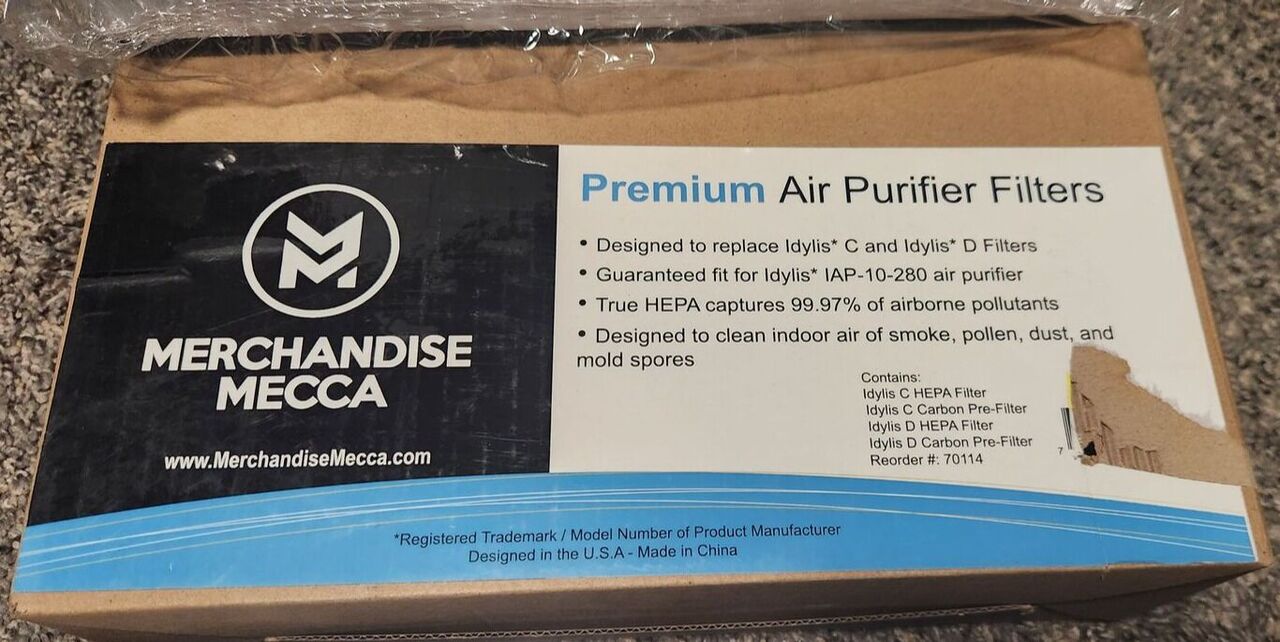 MERCHANDISE
MECCA
www.MerchandiseMecca.com
Premium Air Purifier Filters
• Designed to replace Idylis* C and Idylis* D Filters
• Guaranteed fit for Idylis* IAP-10-280 air purifier
• True HEPA captures 99.97% of airborne pollutants
• Designed to clean indoor air of smoke, pollen, dust, and
mold spores
Contains:
Idylis C HEPA Filter
Idylis C Carbon Pre-Filter
Idylis D HEPA Filter
Idylis D Carbon Pre-Filter
Reorder #: 70114
7
*Registered Trademark / Model Number of Product Manufacturer
Designed in the U.S.A - Made in China